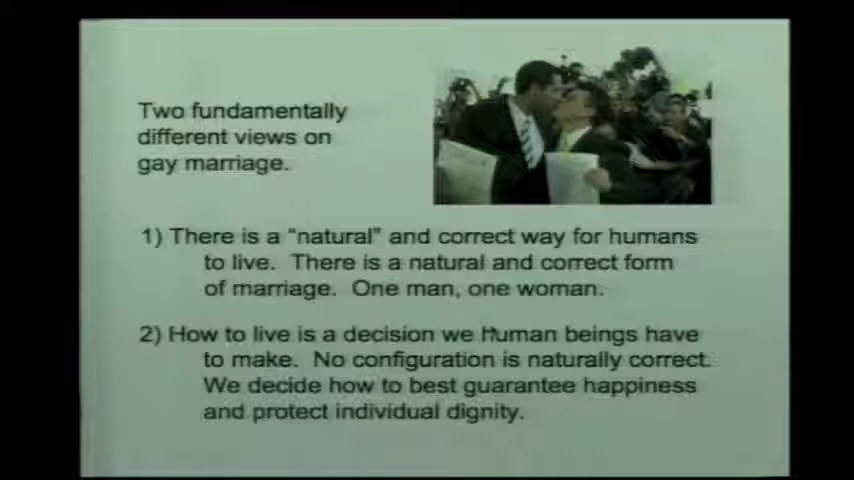 Two fundamentally
different views on
gay marriage.
1) There is a "natural" and correct way for humans
to live. There is a natural and correct form
of marriage. One man, one woman.
2) How to live is a decision we human beings have
to make. No configuration is naturally correct.
We decide how to best guarantee happiness
and protect individual dignity.